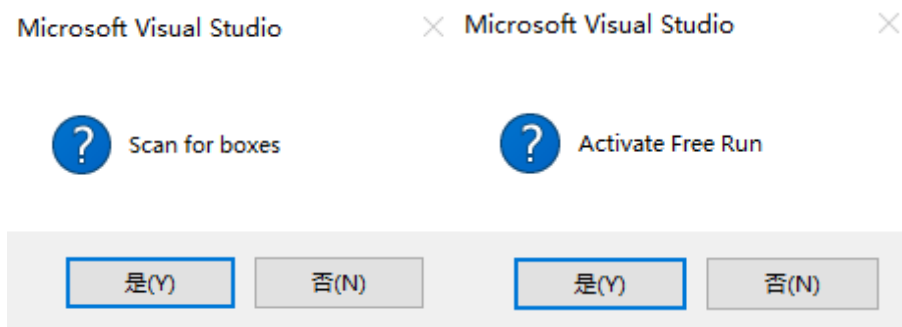 Microsoft Visual Studio
Scan for boxes
是(Y)
否(N)
Microsoft Visual Studio
Activate Free Run
是(Y)
否(N)